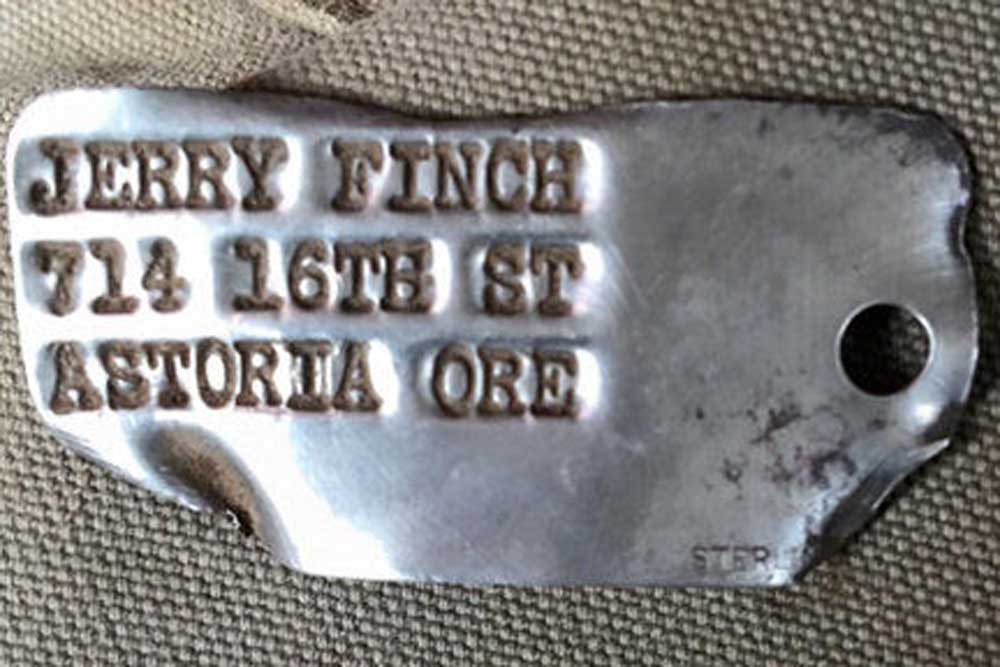 JERRY FINCH
714 16TH ST
ASTORIA ORE